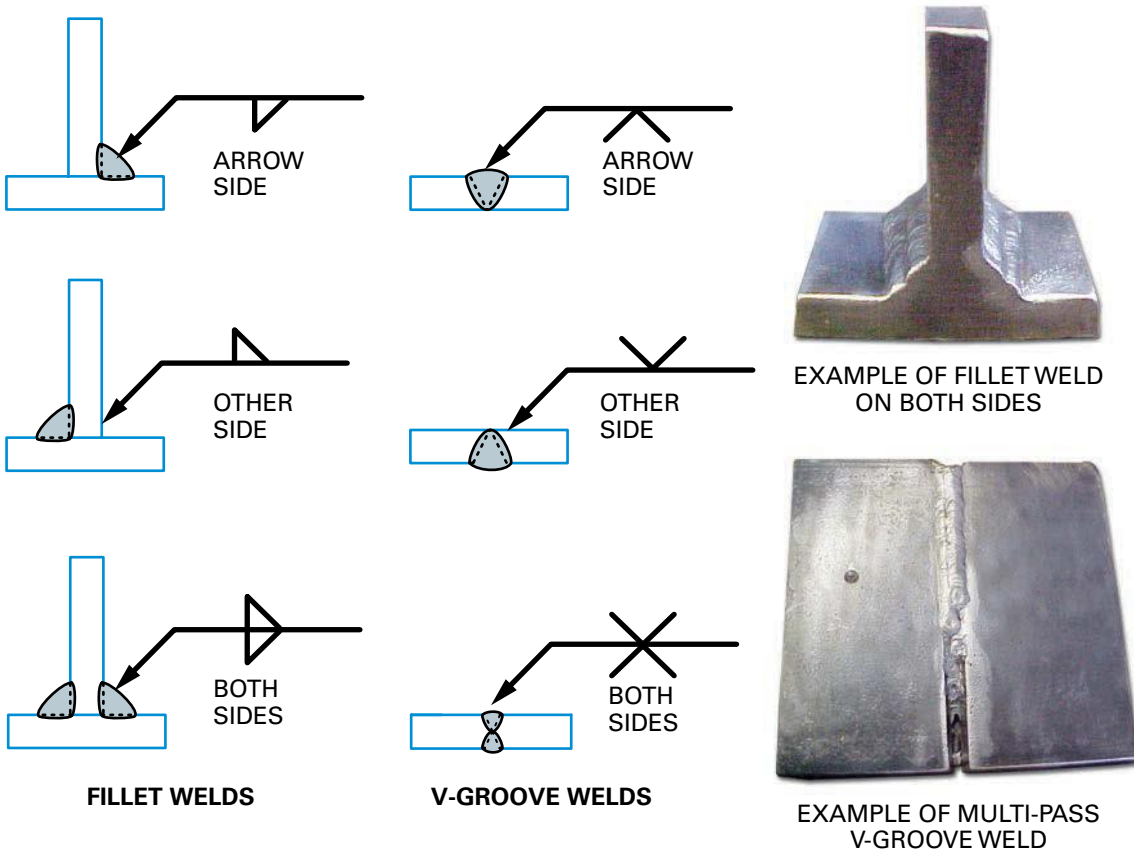 ARROW
SIDE
ARROW
SIDE
OTHER
SIDE
OTHER
SIDE
BOTH
SIDES
BOTH
SIDES
FILLET WELDS
V-GROOVE WELDS
EXAMPLE OF FILLET WELD
ON BOTH SIDES
EXAMPLE OF MULTI-PASS
V-GROOVE WELD